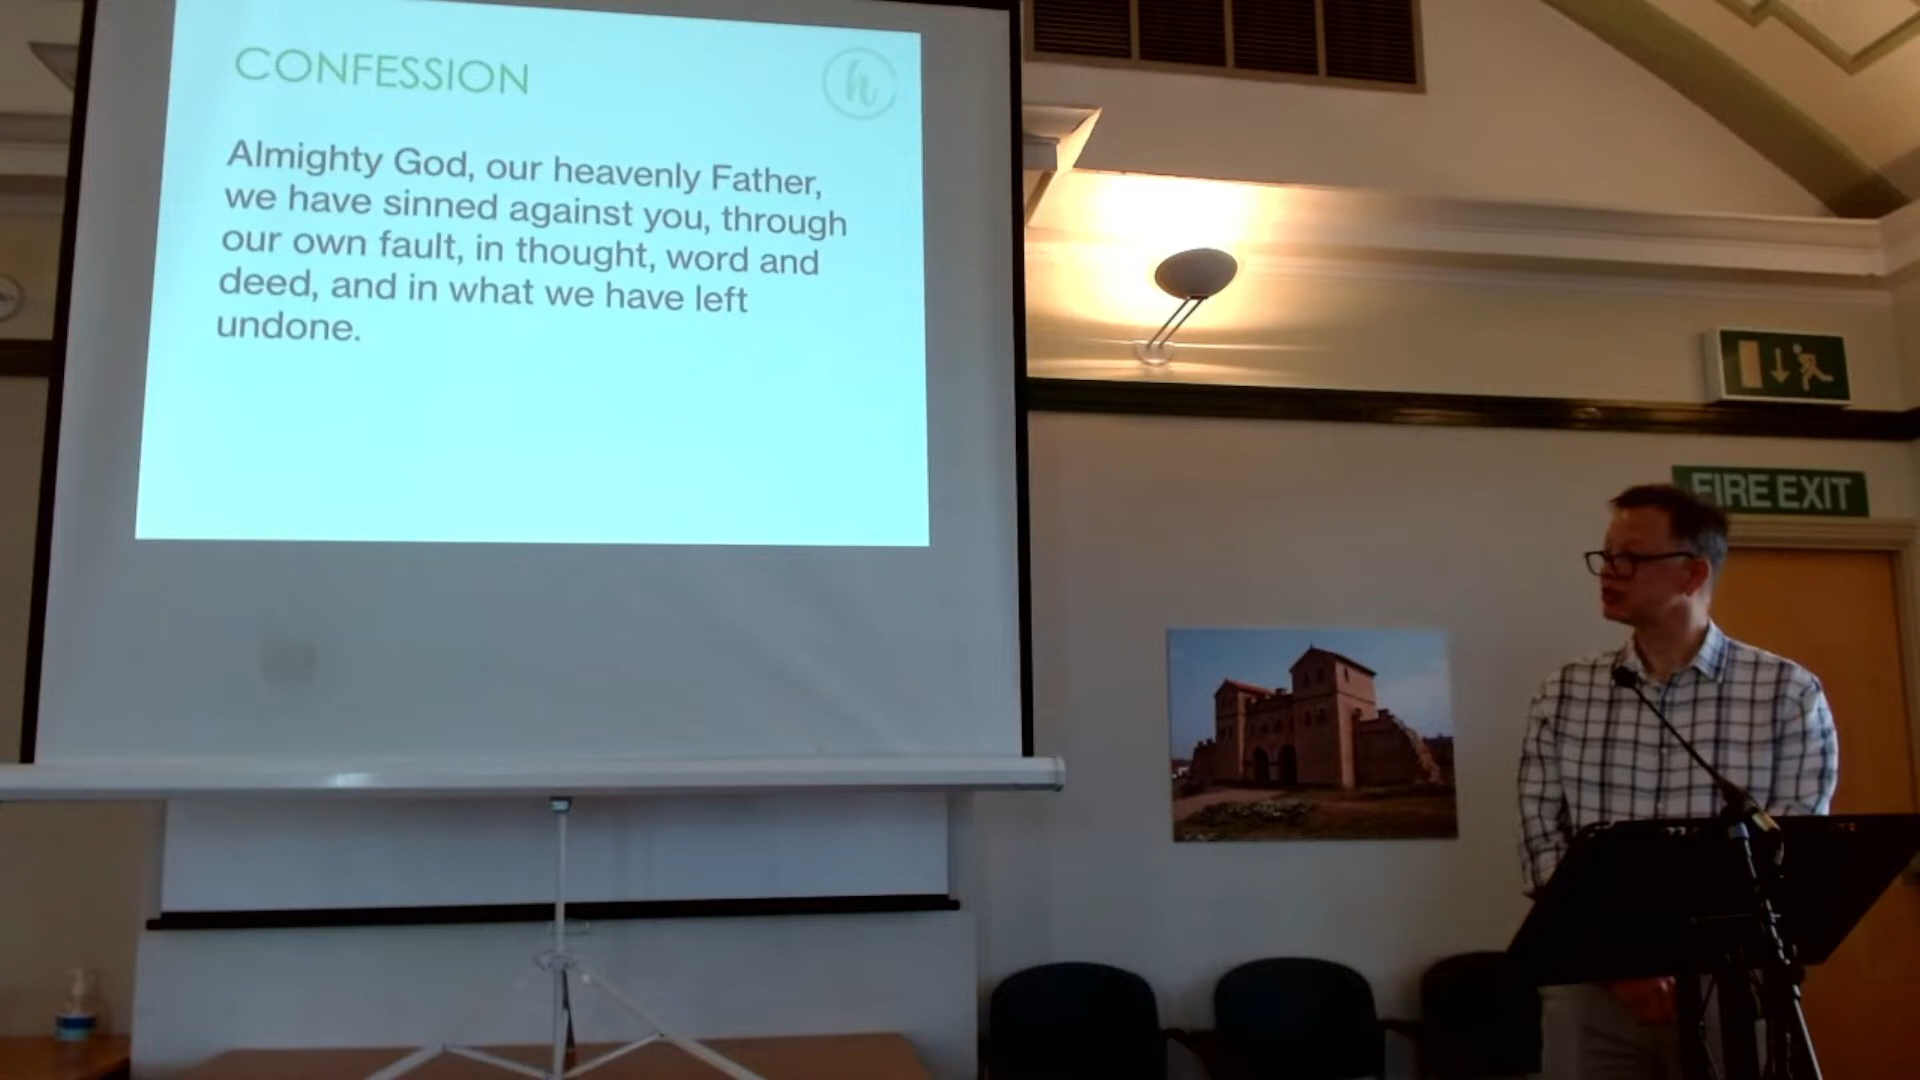 CONFESSION
h
Almighty God, our heavenly Father,
we have sinned against you, through
our own fault, in thought, word and
deed, and in what we have left
undone.
FIRE EXIT